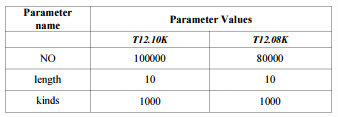 Parameter name Parameter Values
T12.10K T12.08K
NO 100000 80000
length 10 10
kinds 1000 1000